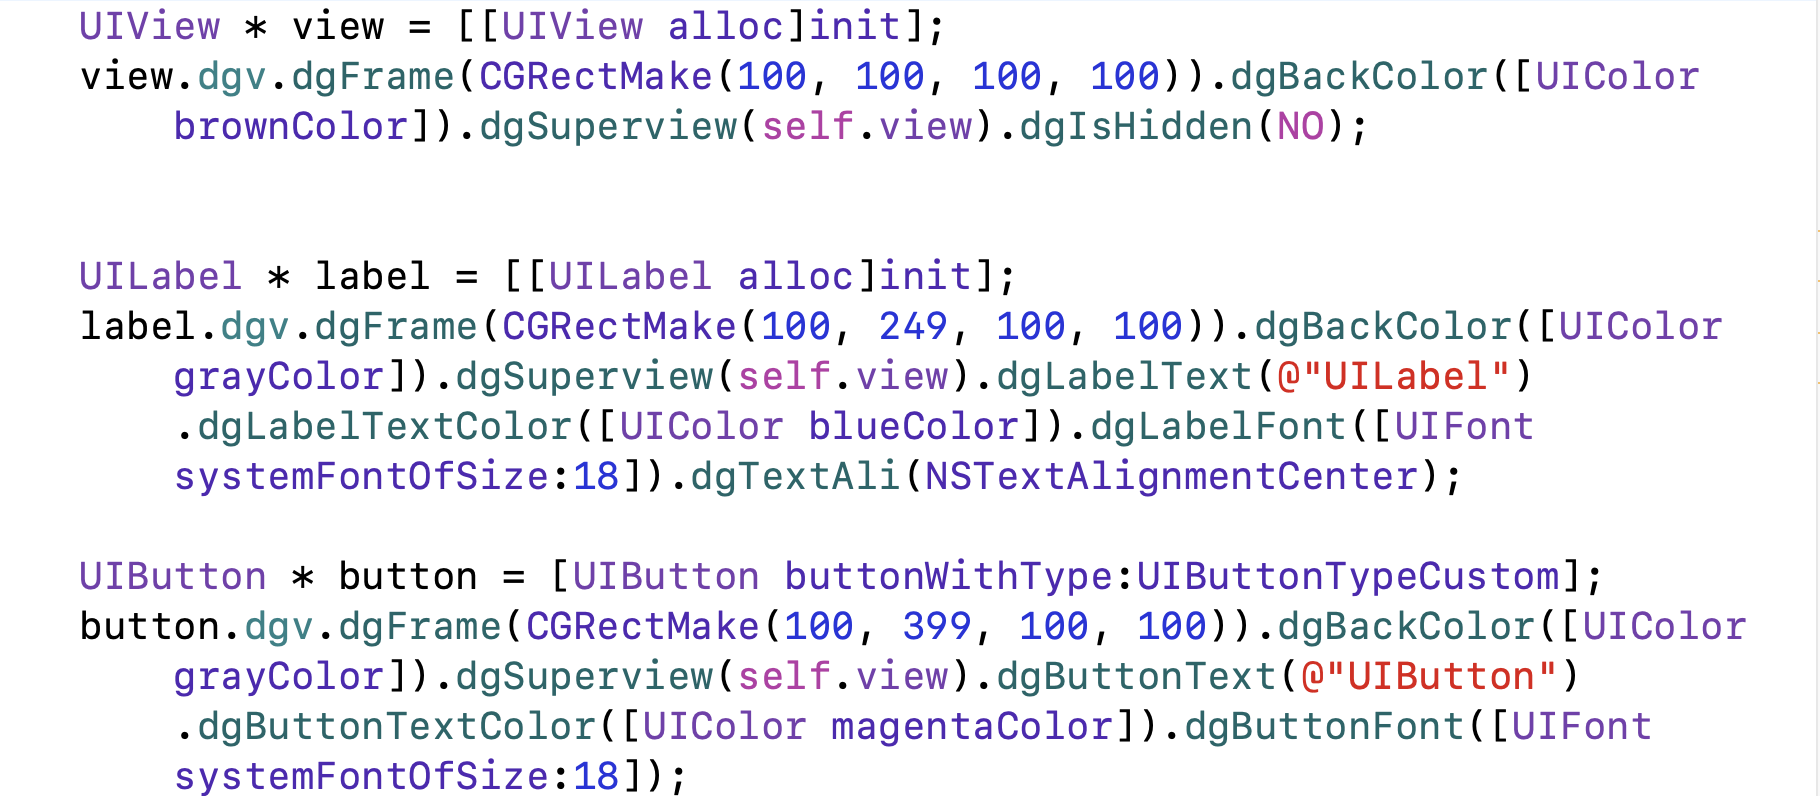 UIView * view = [[UIView alloc]init];
view.dgv.dgFrame(CGRectMake(100, 100, 100, 100)).dgBackColor([UIColor
brownColor]).dgSuperview(self.view).dgIsHidden(NO);
UILabel * label = [[UILabel alloc]init];
label.dgv.dgFrame(CGRectMake(100, 249, 100, 100)).dgBackColor([UIColor
grayColor]).dgSuperview(self.view).dgLabelText(@"UILabel")
.dgLabelTextColor([UIColor blueColor]).dgLabelFont([UIFont
systemFontOfSize:18]).dgTextAli(NSTextAlignmentCenter);
UIButton * button = [UIButton buttonWithType:UIButtonTypeCustom];
button.dgv.dgFrame(CGRectMake(100, 399, 100, 100)).dgBackColor([UIColor
grayColor]).dgSuperview(self.view).dgButtonText(@"UIButton")
.dgButtonTextColor([UIColor magentaColor]).dgButtonFont([UIFont
systemFontOfSize:18]);